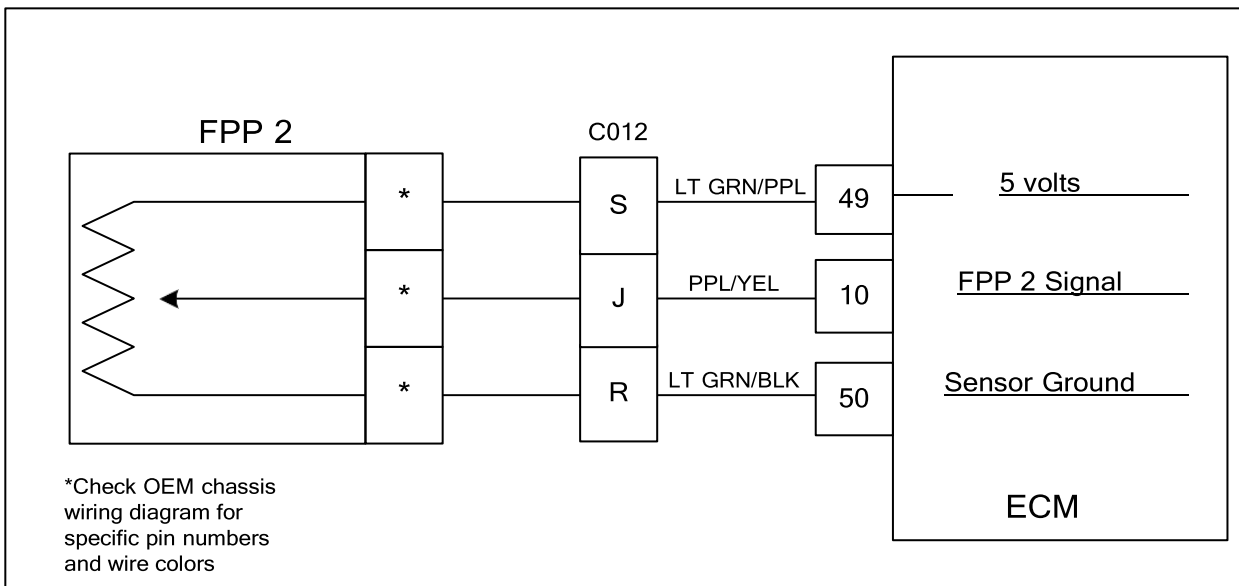 FPP 2
C012
*
S
LT GRN/PPL
49
5 volts
*
J
PPL/YEL
10
FPP 2 Signal
*
R
LT GRN/BLK
50
Sensor Ground
ECM
*Check OEM chassis
wiring diagram for
specific pin numbers
and wire colors